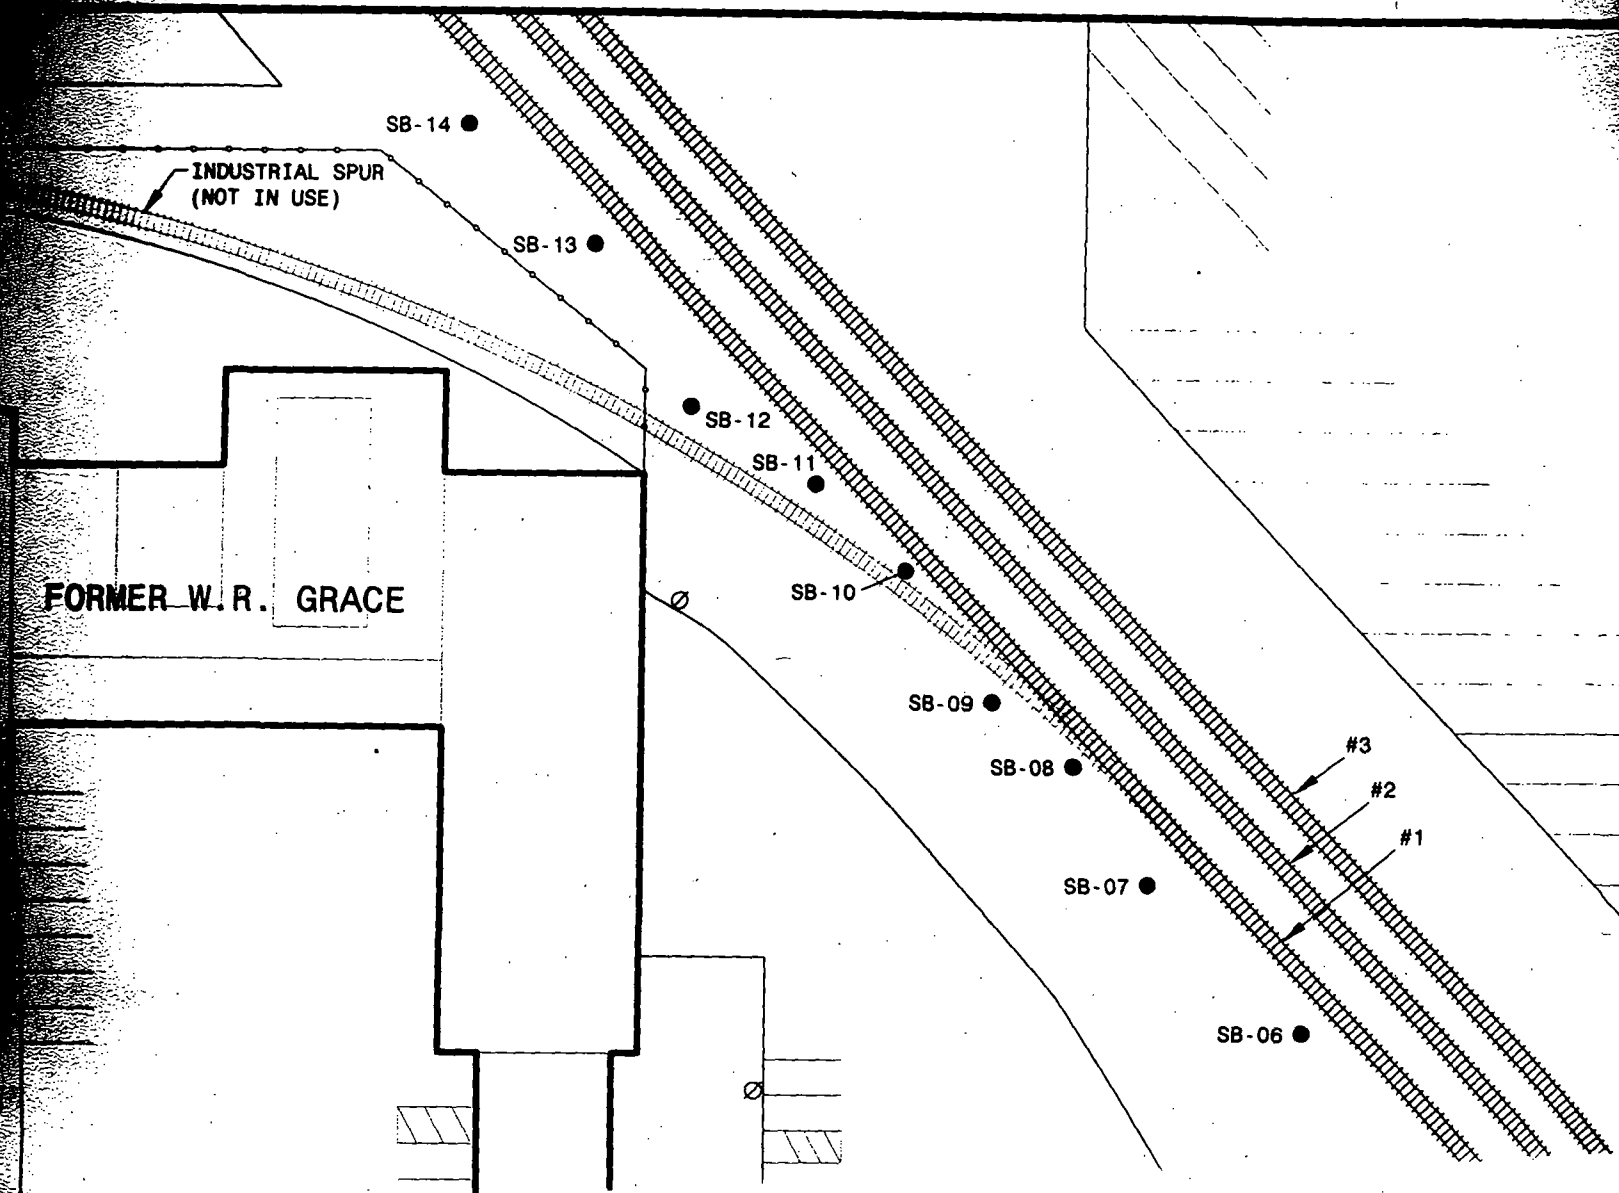 SB-14
INDUSTRIAL SPUR
(NOT IN USE)
SB-13
SB-12
SB-11
FORMER W.R. GRACE
SB-10
SB-09
#3
SB-08
#2
#1
SB-07
SB-06